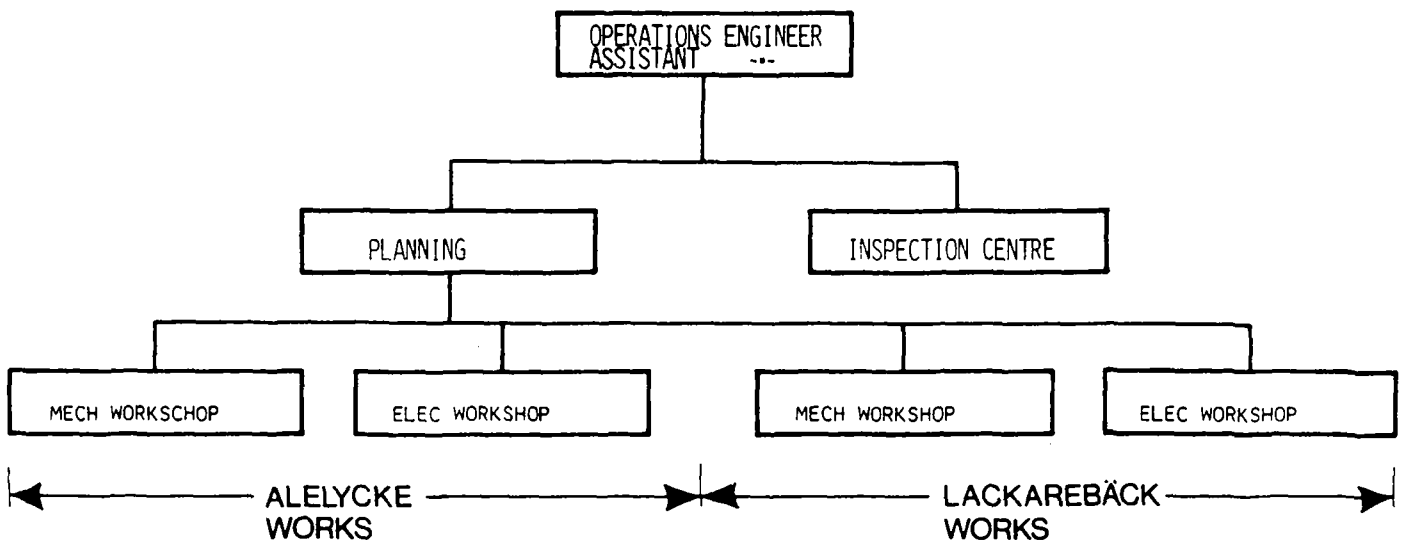 OPERATIONS ENGINEER
ASSISTANT -"-
PLANNING
INSPECTION CENTRE
MECH WORKSCHOP
ELEC WORKSHOP
MECH WORKSHOP
ELEC WORKSHOP
ALELYCKE
WORKS
LACKAREBÄCK
WORKS